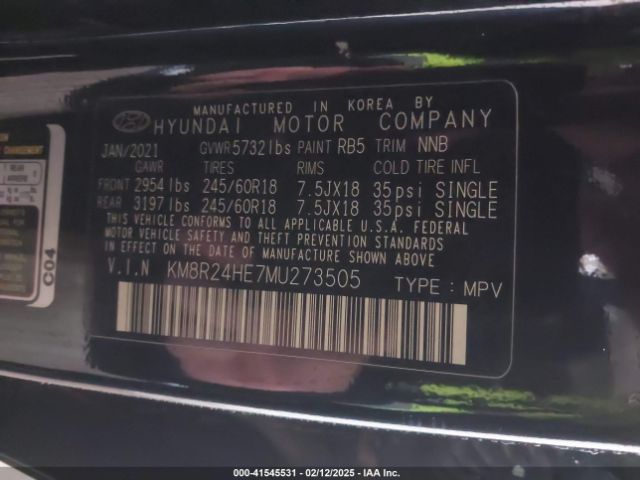 MANUFACTURED IN KOREA BY
HYUNDAI MOTOR COMPANY
JAN/2021 GVWR 5732 lbs PAINT RB5 TRIM NNB
GAWR TIRES RIMS COLD TIRE INFL
FRONT 2954 lbs 245/60R18 7.5JX18 35psi SINGLE
REAR 3197 lbs 245/60R18 7.5JX18 35psi SINGLE
THIS VEHICLE CONFORMS TO ALL APPLICABLE U.S.A. FEDERAL
MOTOR VEHICLE SAFETY AND THEFT PREVENTION STANDARDS
IN EFFECT ON THE DATE OF MANUFACTURE SHOWN ABOVE
V.I.N KM8R24HE7MU273505 TYPE : MPV
REAR
C04
000-41545531 - 02/12/2025 - IAA Inc.